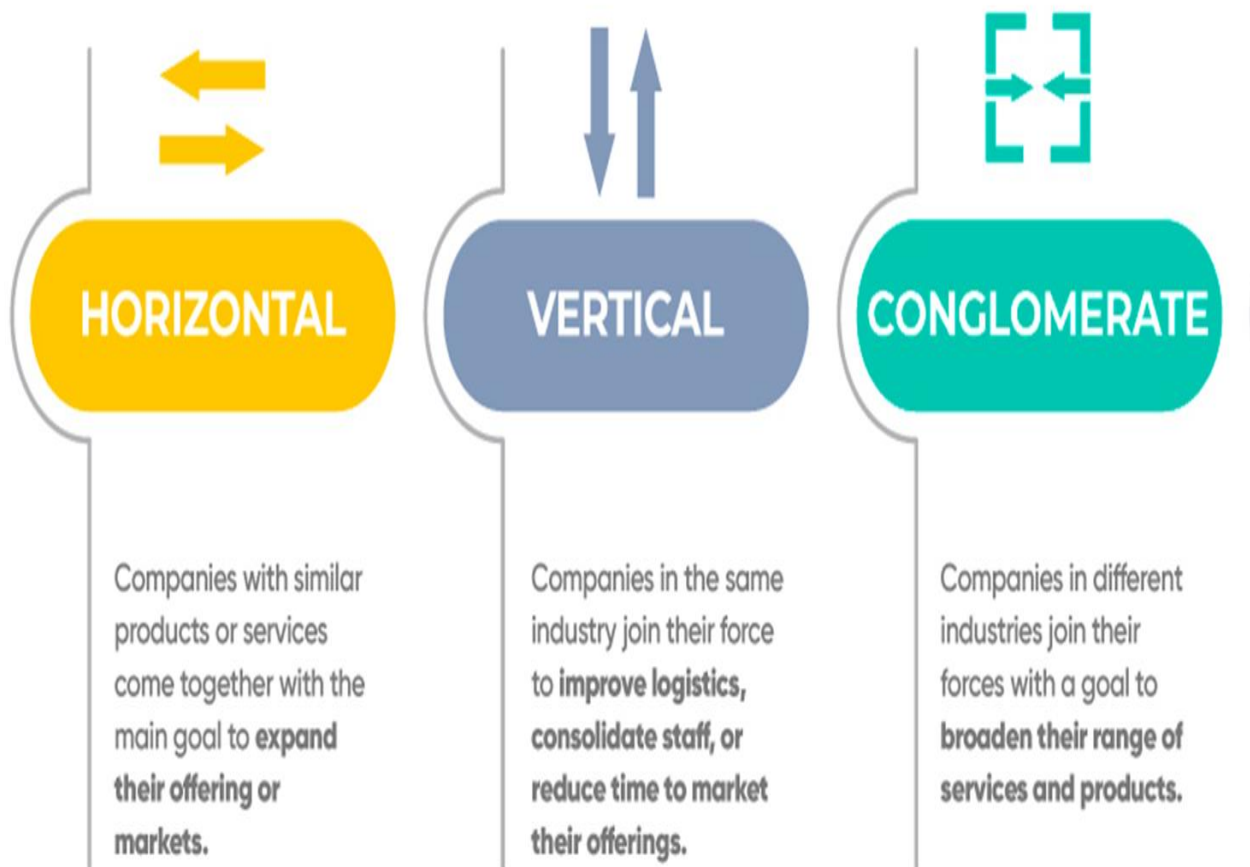 HORIZONTAL
Companies with similar
products or services
come together with the
main goal to expand
their offering or
markets.
VERTICAL
Companies in the same
industry join their force
to improve logistics,
consolidate staff, or
reduce time to market
their offerings.
CONGLOMERATE
Companies in different
industries join their
forces with a goal to
broaden their range of
services and products.